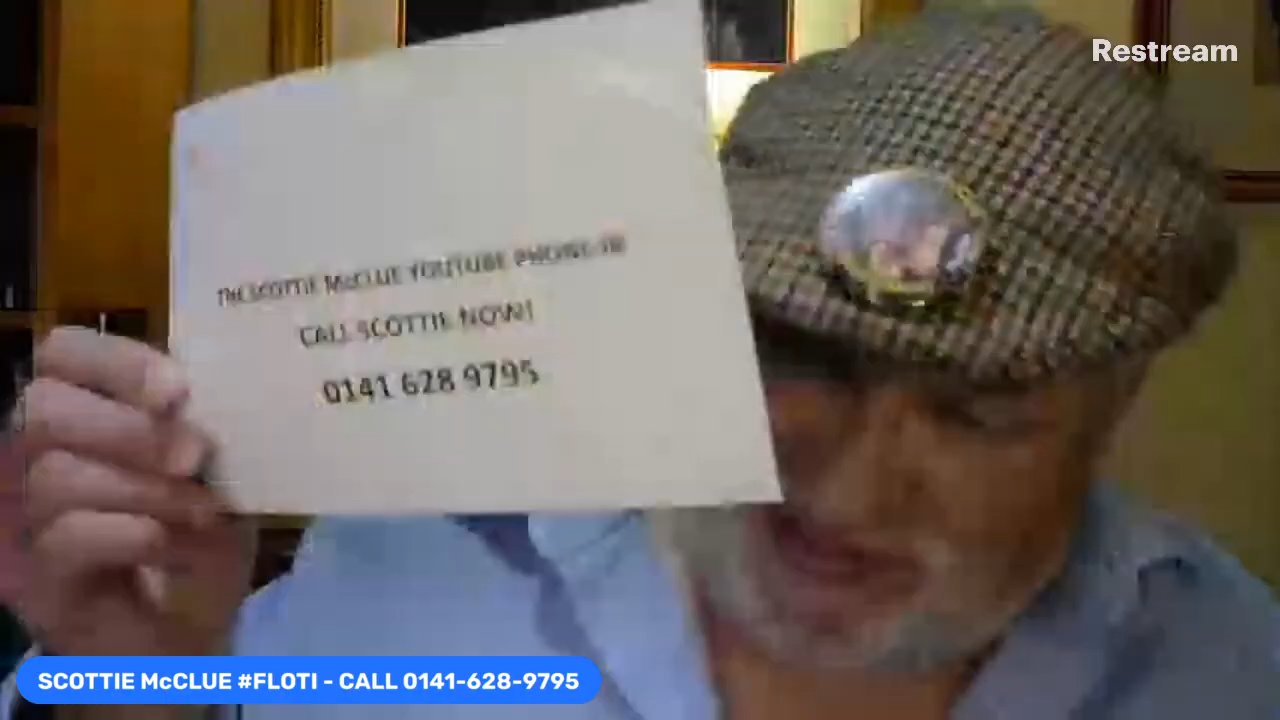 Restream
THE SCOTTIE McCLUE YOUTUBE PHONE-IN
CALL SCOTTIE NOW!
0141 628 9795
SCOTTIE McCLUE #FLOTI - CALL 0141-628-9795